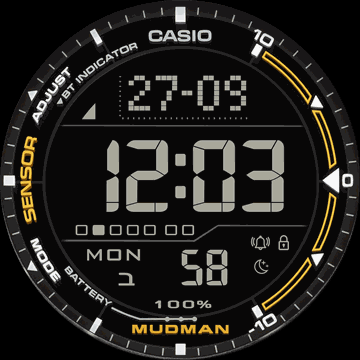 CASIO
10
BT INDICATOR
ADJUST
27-09
SENSOR
12:03
0
MON
58
MODE
BATTERY
100%
-10
MUDMAN